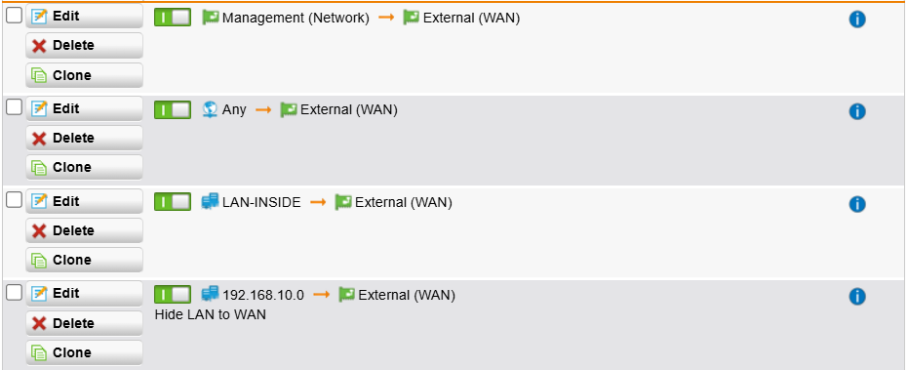 Edit Management (Network) → External (WAN)
Delete
Clone
Edit Any → External (WAN)
Delete
Clone
Edit LAN-INSIDE → External (WAN)
Delete
Clone
Edit 192.168.10.0 → External (WAN)
Hide LAN to WAN
Delete
Clone